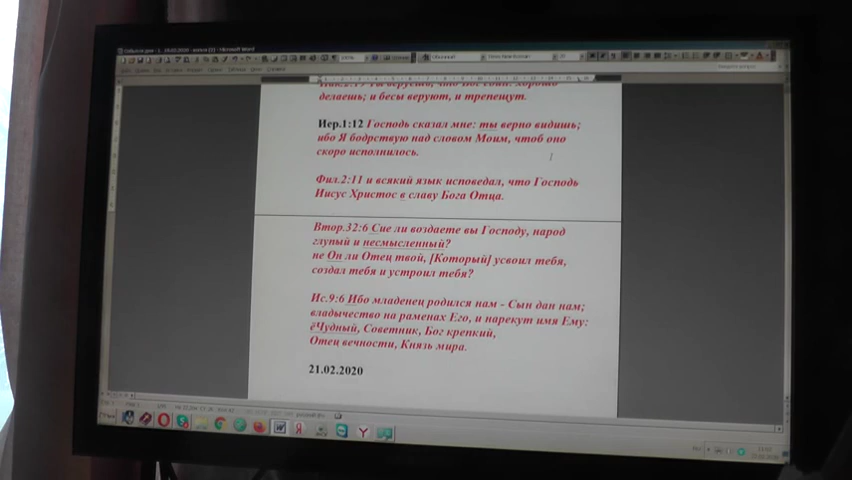 делаешь; и бесы веруют, и трепещут.
Иер.1:12 Господь сказал мне: ты верно видишь;
ибо Я бодрствую над словом Моим, чтоб оно
скоро исполнилось.
Фил.2:11 и всякий язык исповедал, что Господь
Иисус Христос в славу Бога Отца.
Втор.32:6 Сие ли воздаете вы Господу, народ
глупый и несмысленный?
не Он ли Отец твой, [Который] усвоил тебя,
создал тебя и устроил тебя?
Ис.9:6 Ибо младенец родился нам - Сын дан нам;
владычество на раменах Его, и нарекут имя Ему:
ёЧудный, Советник, Бог крепкий,
Отец вечности, Князь мира.
21.02.2020